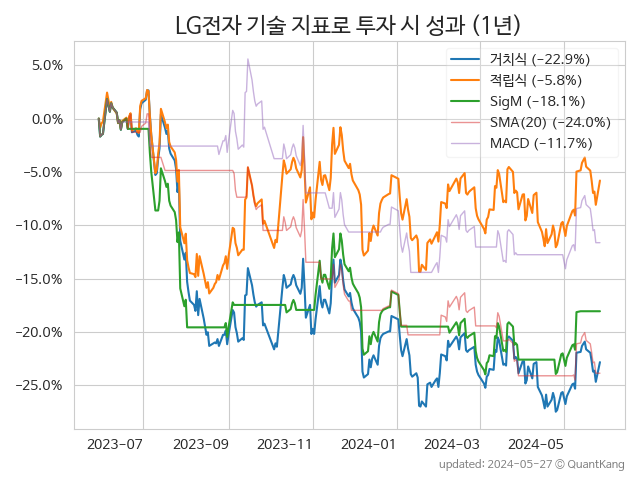 LG전자 기술 지표로 투자 시 성과 (1년)
거치식 (−22.9%)
적립식 (−5.8%)
SigM (−18.1%)
SMA(20) (−24.0%)
MACD (−11.7%)
5.0%
0.0%
−5.0%
−10.0%
−15.0%
−20.0%
−25.0%
2023−07 2023−09 2023−11 2024−01 2024−03 2024−05
updated: 2024-05-27 © QuantKang